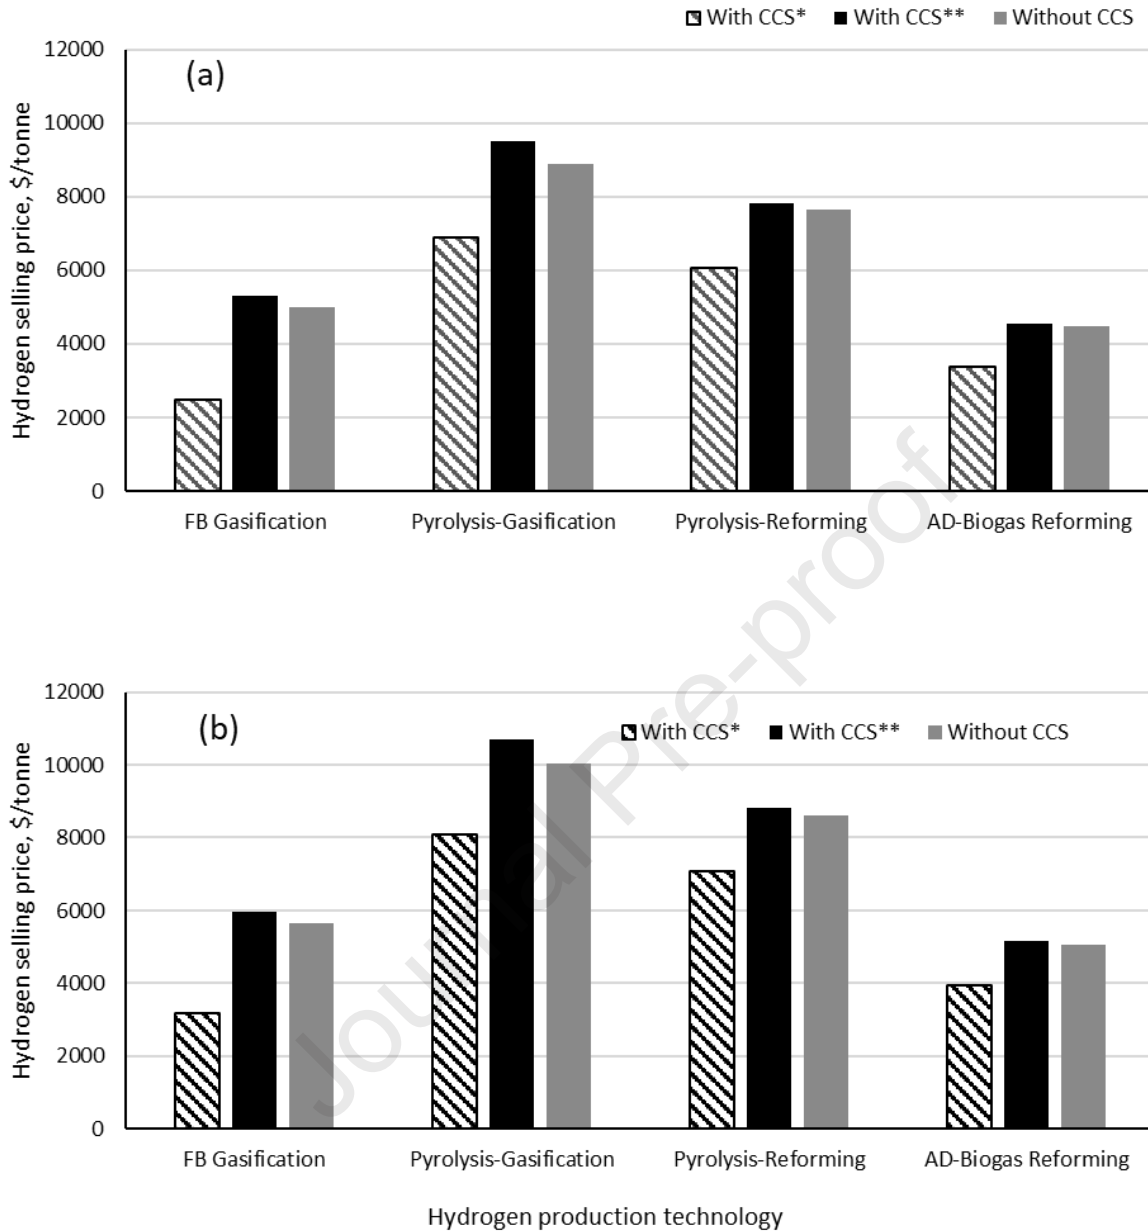 With CCS* With CCS** Without CCS
(a)
Hydrogen selling price, $/tonne
12000
10000
8000
6000
4000
2000
0
FB Gasification Pyrolysis-Gasification Pyrolysis-Reforming AD-Biogas Reforming
Journal Pre-proof
(b)
With CCS* With CCS** Without CCS
Hydrogen selling price, $/tonne
12000
10000
8000
6000
4000
2000
0
FB Gasification Pyrolysis-Gasification Pyrolysis-Reforming AD-Biogas Reforming
Hydrogen production technology